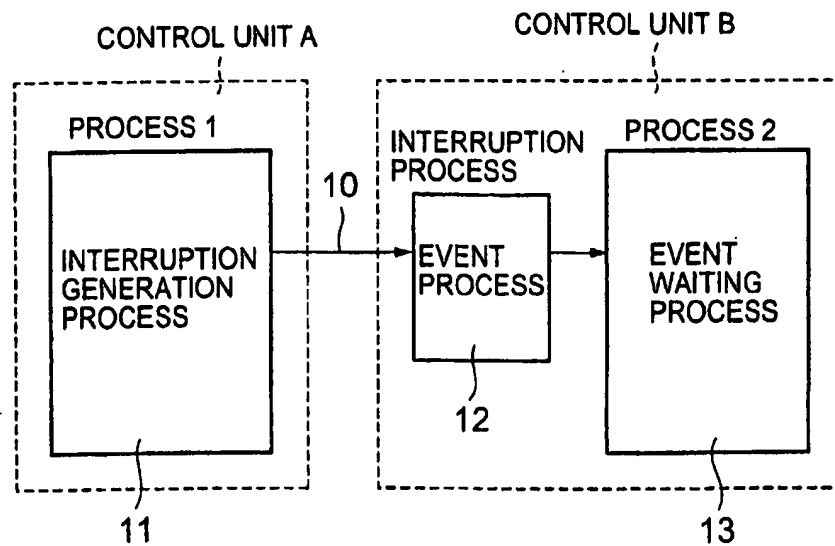 CONTROL UNIT A
CONTROL UNIT B
PROCESS 1
INTERRUPTION
PROCESS
PROCESS 2
10
INTERRUPTION
GENERATION
PROCESS
EVENT
PROCESS
EVENT
WAITING
PROCESS
12
11
13